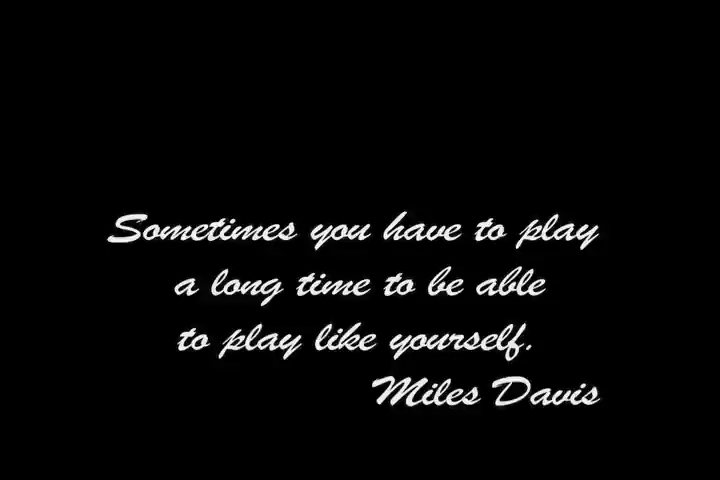 Sometimes you have to play
a long time to be able
to play like yourself.
Miles Davis